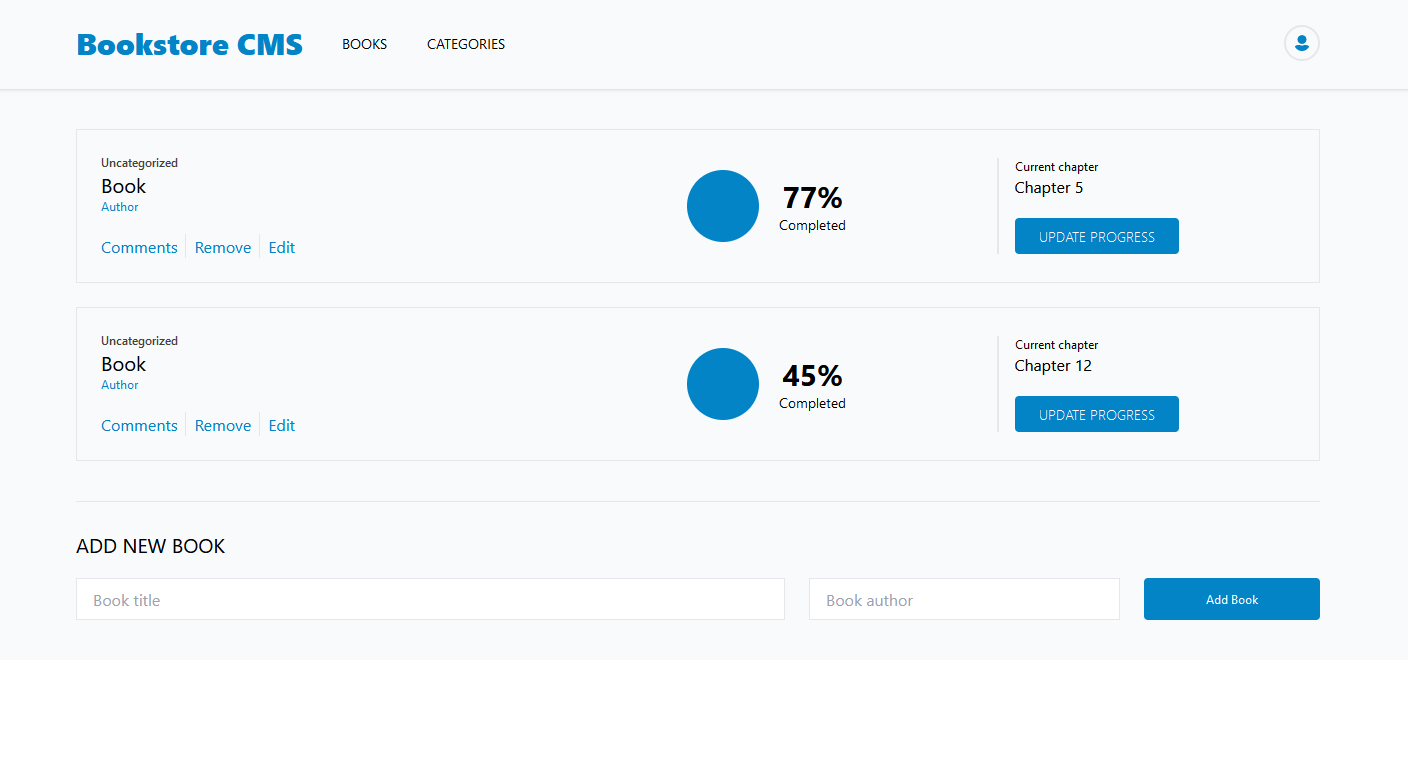 Bookstore CMS
BOOKS
CATEGORIES
Uncategorized
Book
Author
Comments
Remove
Edit
77%
Completed
Current chapter
Chapter 5
UPDATE PROGRESS
Uncategorized
Book
Author
Comments
Remove
Edit
45%
Completed
Current chapter
Chapter 12
UPDATE PROGRESS
ADD NEW BOOK
Book title
Book author
Add Book